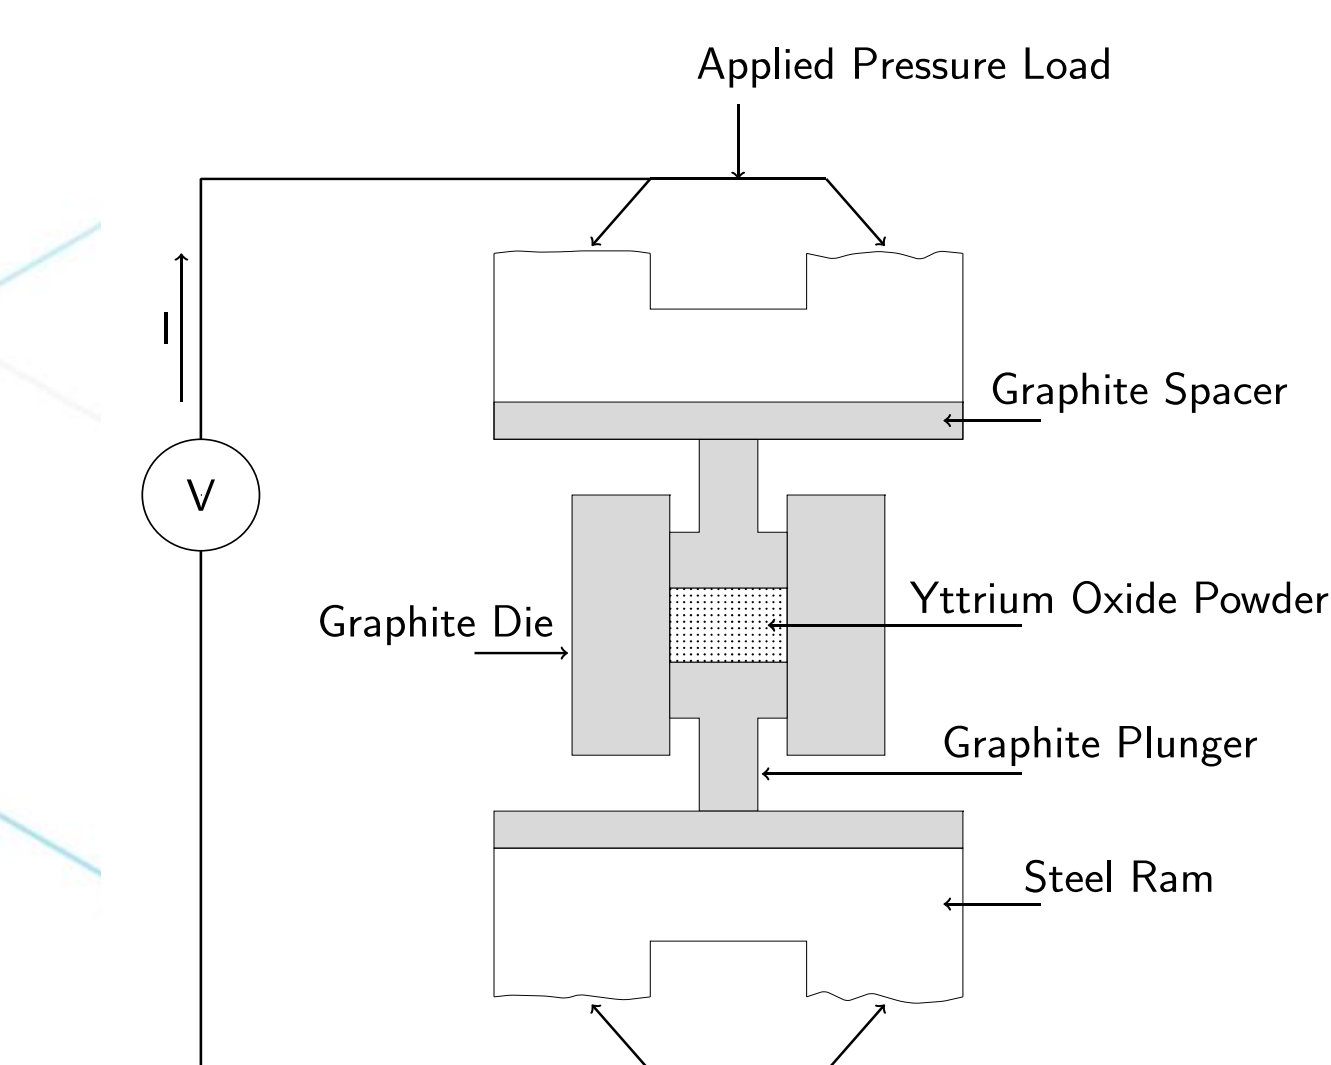 Applied Pressure Load
I
Graphite Spacer
V
Yttrium Oxide Powder
Graphite Die
Graphite Plunger
Steel Ram